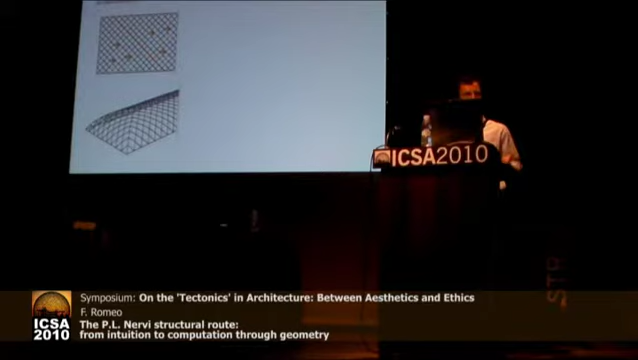 ICSA2010
STR
Symposium: On the 'Tectonics' in Architecture: Between Aesthetics and Ethics
F. Romeo
ICSA
2010
The P.L. Nervi structural route:
from intuition to computation through geometry